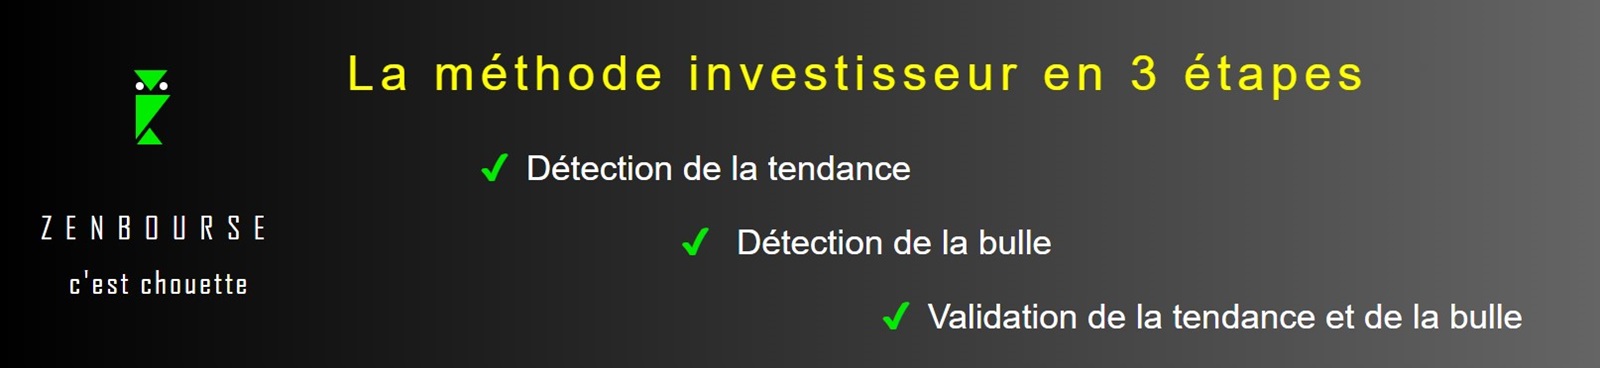 La méthode investisseur en 3 étapes
✔ Détection de la tendance
✔ Détection de la bulle
✔ Validation de la tendance et de la bulle
ZENBOURSE
c'est chouette